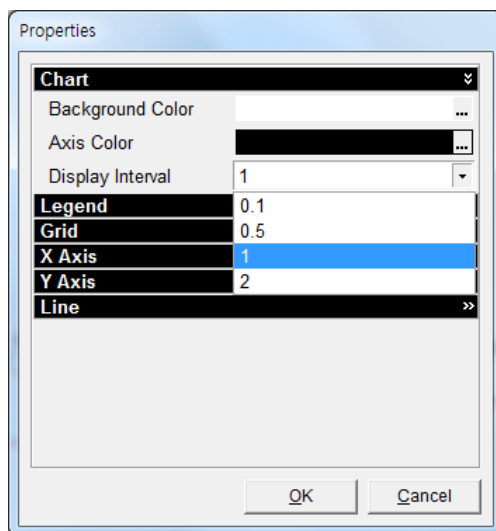 Properties
Chart
Background Color ...
Axis Color ...
Display Interval 1
Legend 0.1
Grid 0.5
X Axis 1
Y Axis 2
Line
OK Cancel